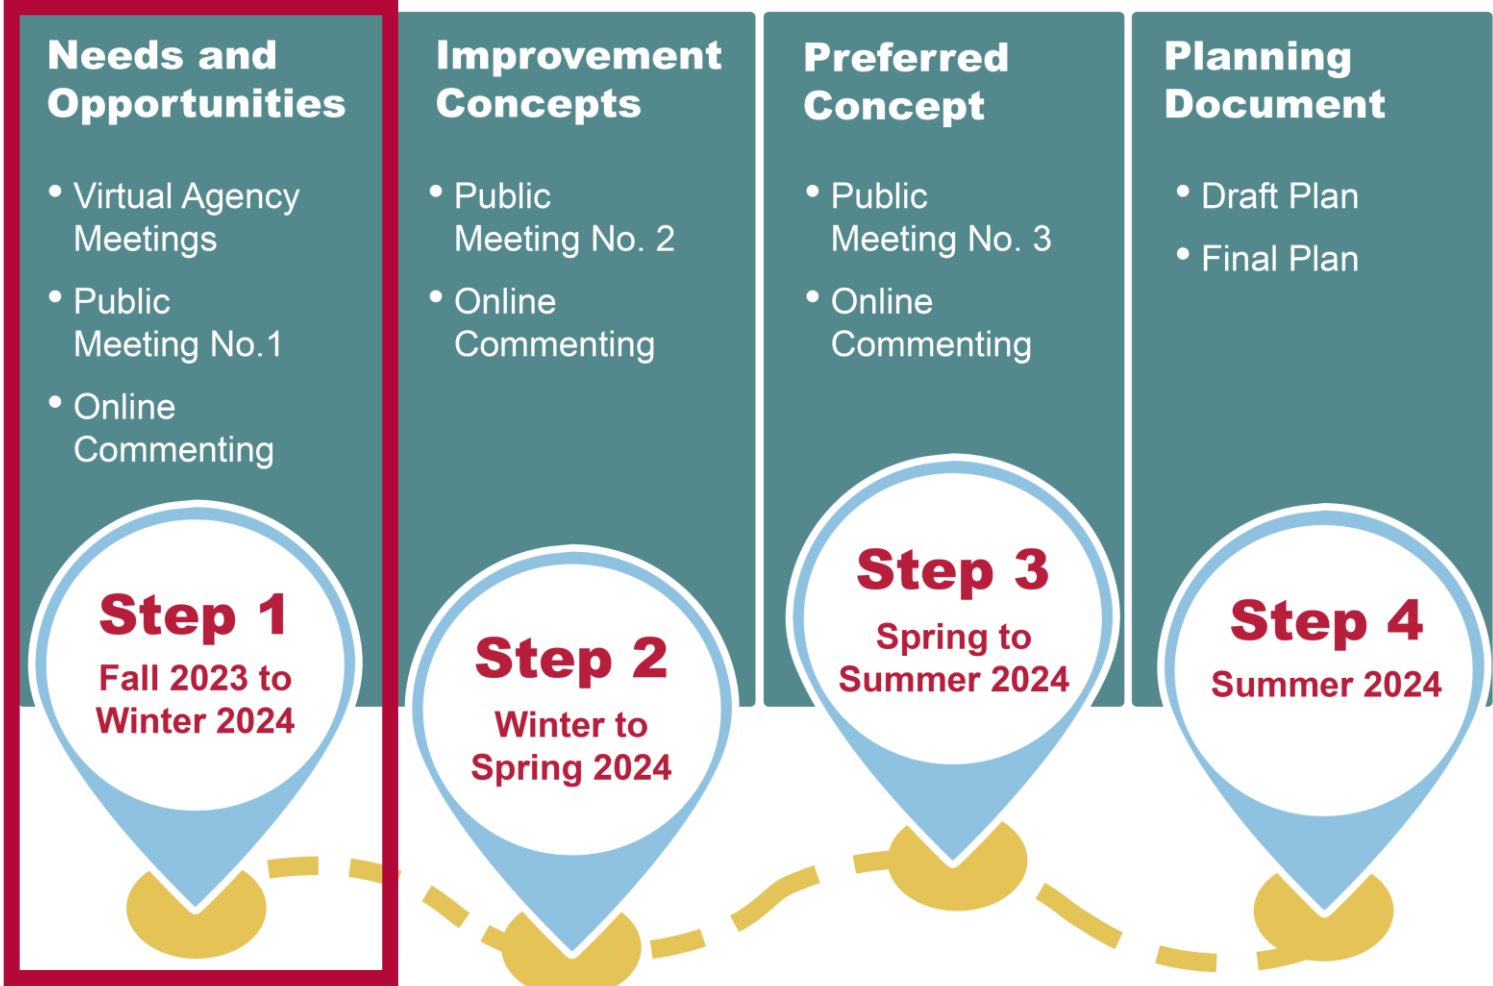 Needs and
Opportunities
• Virtual Agency
Meetings
• Public
Meeting No.1
• Online
Commenting
Step 1
Fall 2023 to
Winter 2024
Improvement
Concepts
• Public
Meeting No. 2
• Online
Commenting
Step 2
Winter to
Spring 2024
Preferred
Concept
• Public
Meeting No. 3
• Online
Commenting
Step 3
Spring to
Summer 2024
Planning
Document
• Draft Plan
• Final Plan
Step 4
Summer 2024